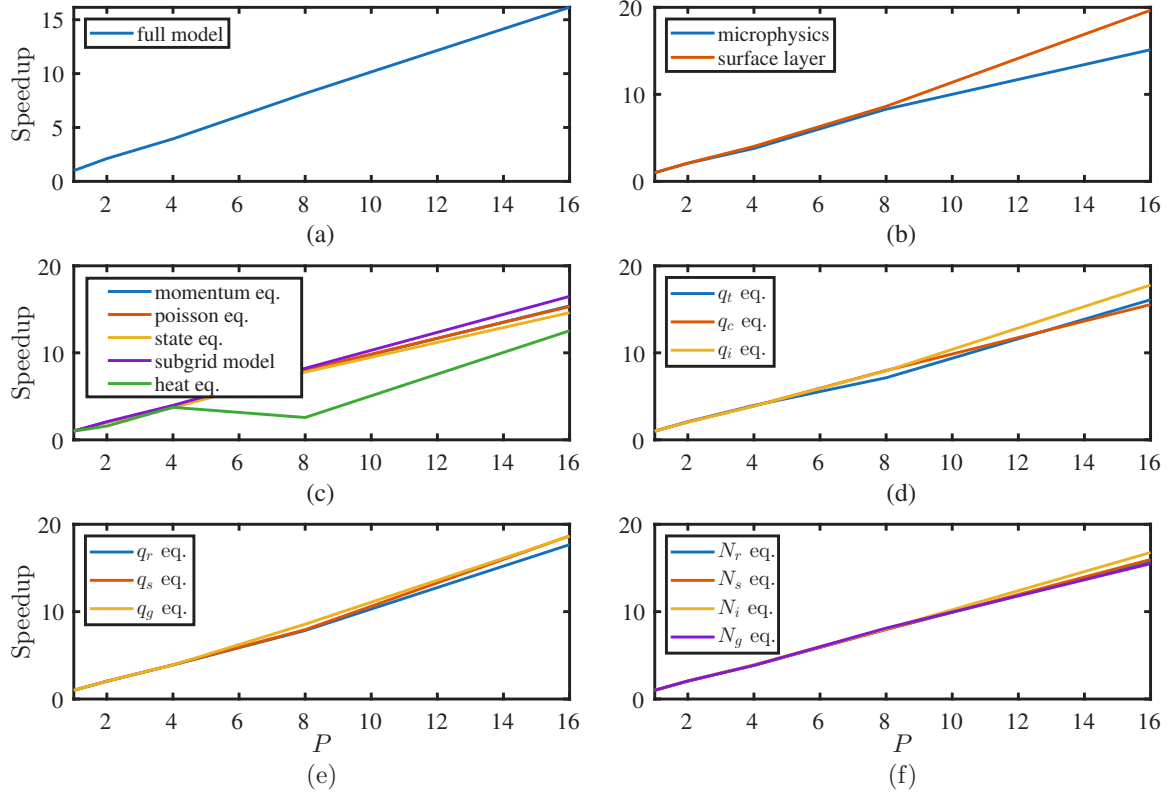 full model
Speedup
15
10
5
0
2 4 6 8 10 12 14 16
(a)
microphysics
surface layer
20
10
0
2 4 6 8 10 12 14 16
(b)
momentum eq.
poisson eq.
state eq.
subgrid model
heat eq.
Speedup
20
10
0
2 4 6 8 10 12 14 16
(c)
q_t eq.
q_c eq.
q_i eq.
20
10
0
2 4 6 8 10 12 14 16
(d)
q_r eq.
q_s eq.
q_g eq.
Speedup
20
10
0
2 4 6 8 10 12 14 16
P
(e)
N_r eq.
N_s eq.
N_i eq.
N_g eq.
20
10
0
2 4 6 8 10 12 14 16
P
(f)